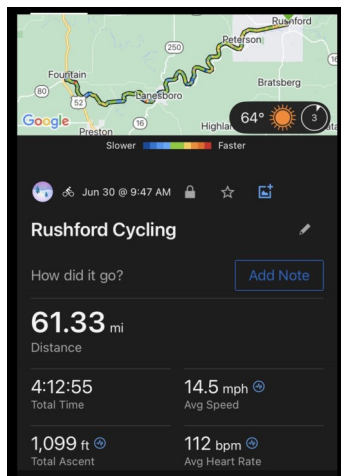 Rushford
Peterson
250
16
Fountain
Bratsberg
80
52
Lanesboro
Google
Preston
16
Highlan
64°
3
Slower
Faster
Jun 30 @ 9:47 AM
Rushford Cycling
How did it go?
Add Note
61.33 mi
Distance
4:12:55
14.5 mph
Total Time
Avg Speed
1,099 ft
112 bpm
Total Ascent
Avg Heart Rate